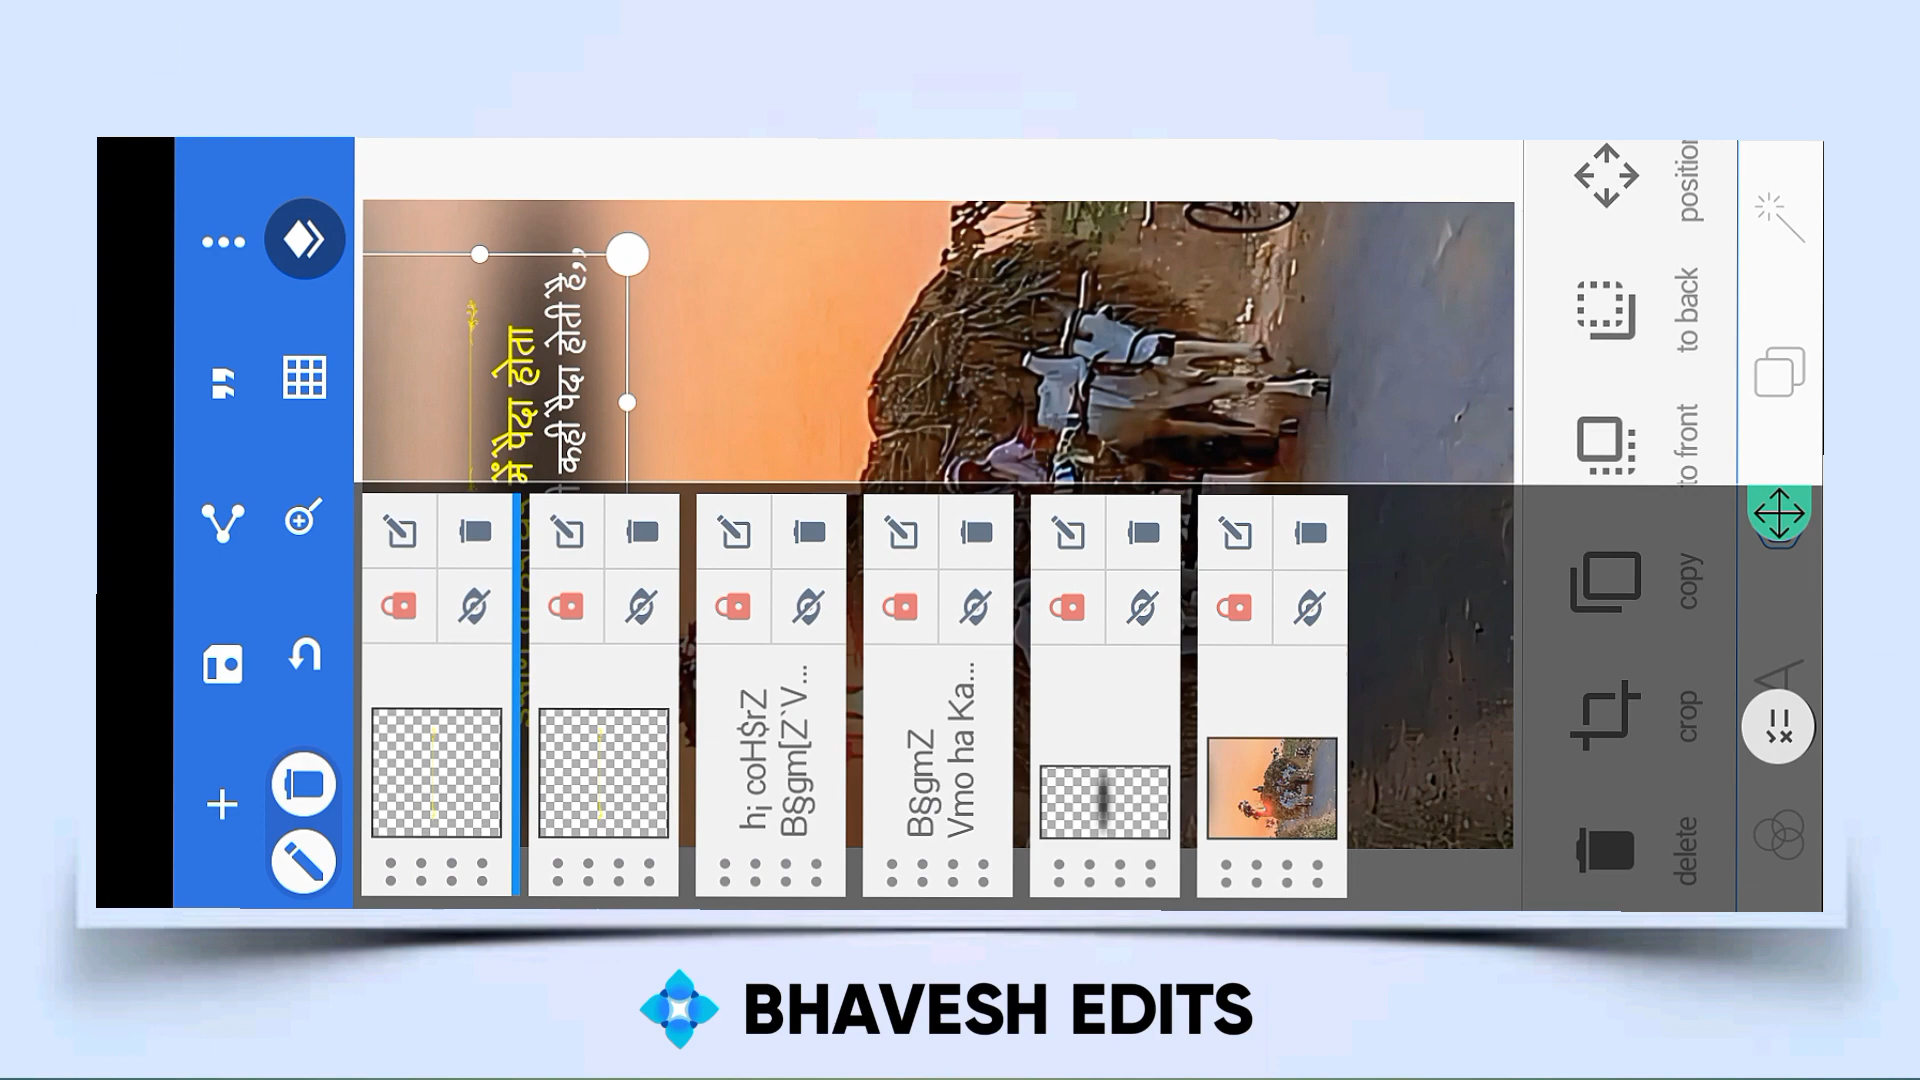 में पैदा होता
कही पैदा होती है,,
hi coH$rZ
B§gm[Z`V...
B§gmZ
Vmo ha Ka...
position
to back
to front
copy
crop
delete
A
BHAVESH EDITS